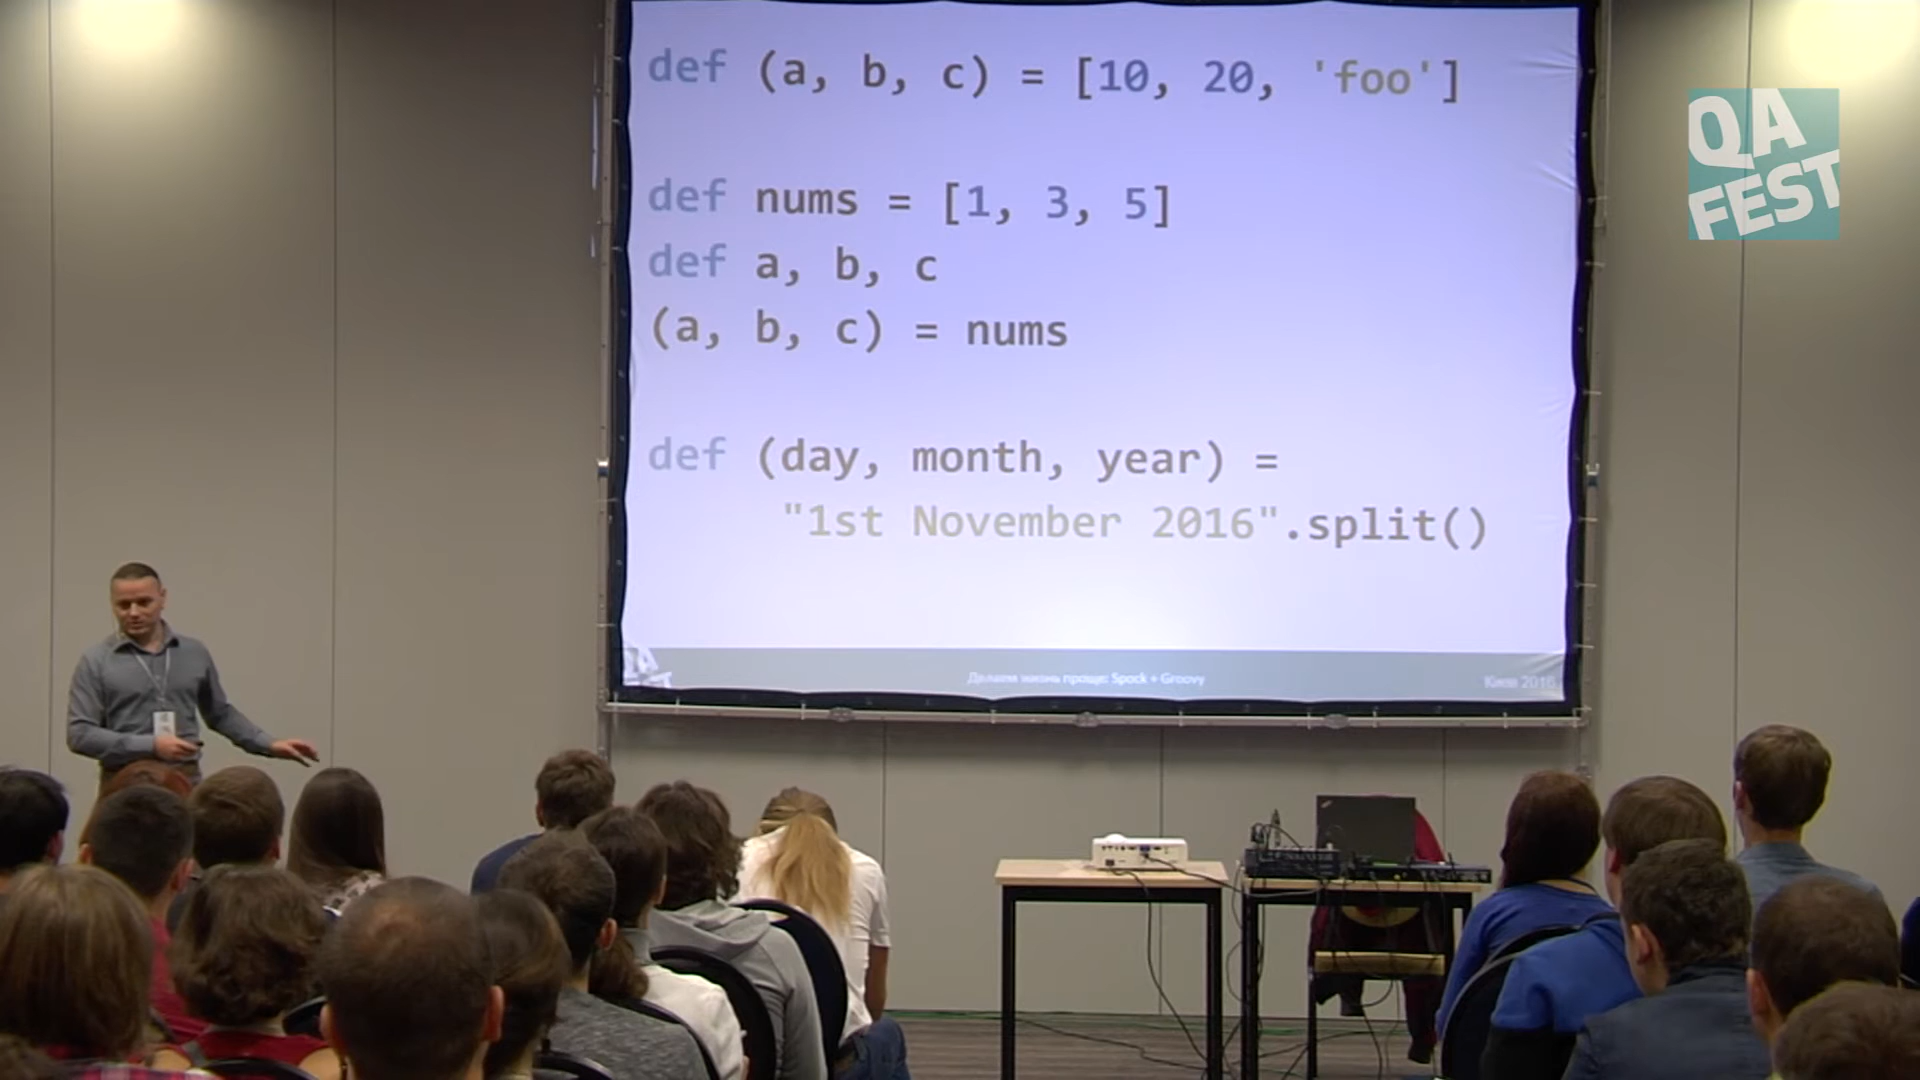 def (a, b, c) = [10, 20, 'foo']
def nums = [1, 3, 5]
def a, b, c
(a, b, c) = nums
def (day, month, year) =
"1st November 2016".split()
Делаем жизнь проще: Spock + Groovy
Киев 2016
QA
FEST